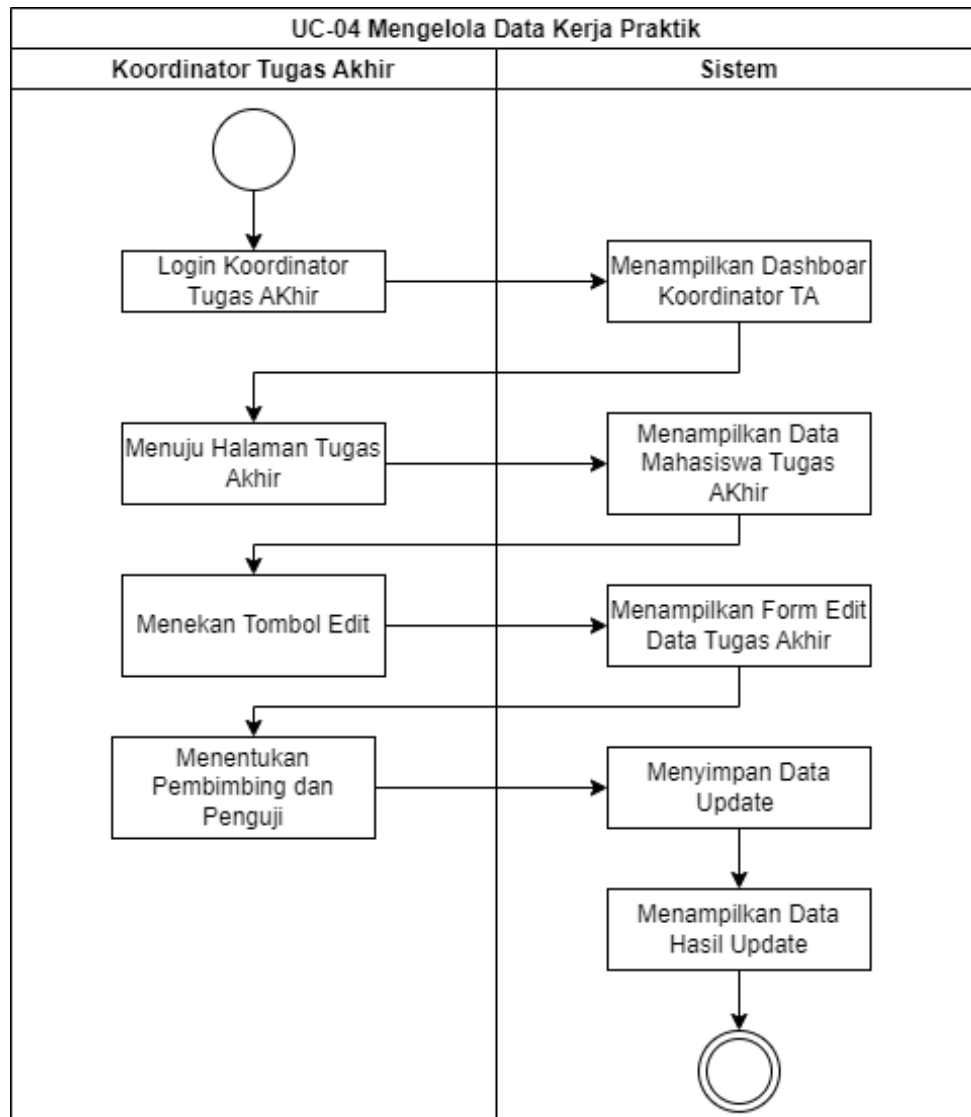 UC-04 Mengelola Data Kerja Praktik
Koordinator Tugas Akhir
Sistem
Login Koordinator
Tugas AKhir
Menampilkan Dashboar
Koordinator TA
Menuju Halaman Tugas
Akhir
Menampilkan Data
Mahasiswa Tugas
AKhir
Menekan Tombol Edit
Menampilkan Form Edit
Data Tugas Akhir
Menentukan
Pembimbing dan
Penguji
Menyimpan Data
Update
Menampilkan Data
Hasil Update